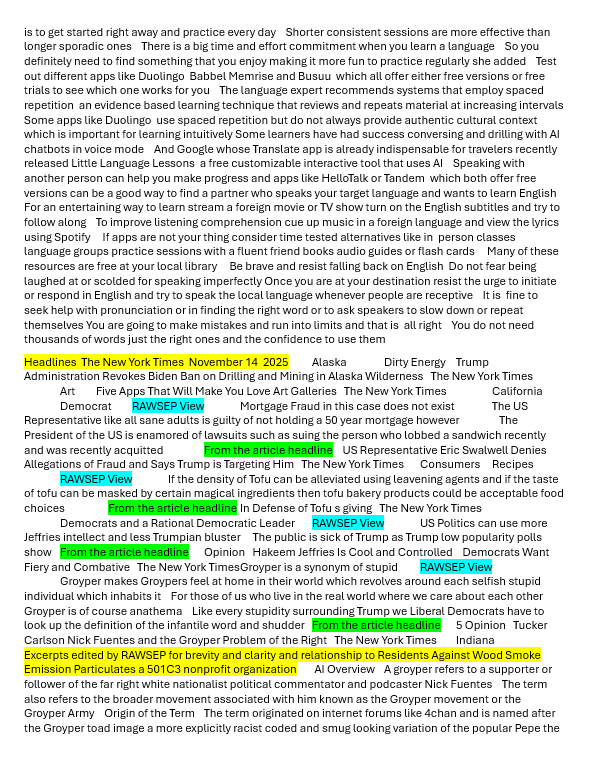 is to get started right away and practice every day    Shorter consistent sessions are more effective than
longer sporadic ones    There is a big time and effort commitment when you learn a language    So you
definitely need to find something that you enjoy making it more fun to practice regularly she added    Test
out different apps like Duolingo  Babbel Memrise and Busuu  which all offer either free versions or free
trials to see which one works for you    The language expert recommends systems that employ spaced
repetition  an evidence based learning technique that reviews and repeats material at increasing intervals
Some apps like Duolingo  use spaced repetition but do not always provide authentic cultural context
which is important for learning intuitively Some learners have had success conversing and drilling with AI
chatbots in voice mode    And Google whose Translate app is already indispensable for travelers recently
released Little Language Lessons  a free customizable interactive tool that uses AI    Speaking with
another person can help you make progress and apps like HelloTalk or Tandem  which both offer free
versions can be a good way to find a partner who speaks your target language and wants to learn English
For an entertaining way to learn stream a foreign movie or TV show turn on the English subtitles and try to
follow along    To improve listening comprehension cue up music in a foreign language and view the lyrics
using Spotify    If apps are not your thing consider time tested alternatives like in  person classes
language groups practice sessions with a fluent friend books audio guides or flash cards    Many of these
resources are free at your local library    Be brave and resist falling back on English  Do not fear being
laughed at or scolded for speaking imperfectly Once you are at your destination resist the urge to initiate
or respond in English and try to speak the local language whenever people are receptive    It is  fine to
seek help with pronunciation or in finding the right word or to ask speakers to slow down or repeat
themselves You are going to make mistakes and run into limits and that is  all right    You do not need
thousands of words just the right ones and the confidence to use them
Headlines  The New York Times  November 14  2025    Alaska    Dirty Energy    Trump
Administration Revokes Biden Ban on Drilling and Mining in Alaska Wilderness   The New York Times
Art    Five Apps That Will Make You Love Art Galleries   The New York Times    California
Democrat    RAWSEP View    Mortgage Fraud in this case does not exist    The US
Representative like all sane adults is guilty of not holding a 50 year mortgage however    The
President of the US is enamored of lawsuits such as suing the person who lobbed a sandwich recently
and was recently acquitted    From the article headline    US Representative Eric Swalwell Denies
Allegations of Fraud and Says Trump is Targeting Him   The New York Times    Consumers    Recipes
RAWSEP View    If the density of Tofu can be alleviated using leavening agents and if the taste
of tofu can be masked by certain magical ingredients then tofu bakery products could be acceptable food
choices    From the article headline In Defense of Tofu s giving   The New York Times
Democrats and a Rational Democratic Leader    RAWSEP View    US Politics can use more
Jeffries intellect and less Trumpian bluster    The public is sick of Trump as Trump low popularity polls
show   From the article headline    Opinion   Hakeem Jeffries Is Cool and Controlled   Democrats Want
Fiery and Combative   The New York TimesGroyper is a synonym of stupid    RAWSEP View
Groyper makes Groypers feel at home in their world which revolves around each selfish stupid
individual which inhabits it    For those of us who live in the real world where we care about each other
Groyper is of course anathema    Like every stupidity surrounding Trump we Liberal Democrats have to
look up the definition of the infantile word and shudder   From the article headline    5 Opinion   Tucker
Carlson Nick Fuentes and the Groyper Problem of the Right   The New York Times    Indiana
Excerpts edited by RAWSEP for brevity and clarity and relationship to Residents Against Wood Smoke
Emission Particulates a 501C3 nonprofit organization    AI Overview   A groyper refers to a supporter or
follower of the far right white nationalist political commentator and podcaster Nick Fuentes    The term
also refers to the broader movement associated with him known as the Groyper movement or the
Groyper Army    Origin of the Term    The term originated on internet forums like 4chan and is named after
the Groyper toad image a more explicitly racist coded and smug looking variation of the popular Pepe the